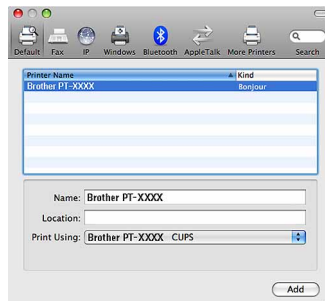 Default Fax IP Windows Bluetooth AppleTalk More Printers Search
Printer Name Kind
Brother PT-XXXX Bonjour
Name: Brother PT-XXXX
Location:
Print Using: Brother PT-XXXX CUPS
Add